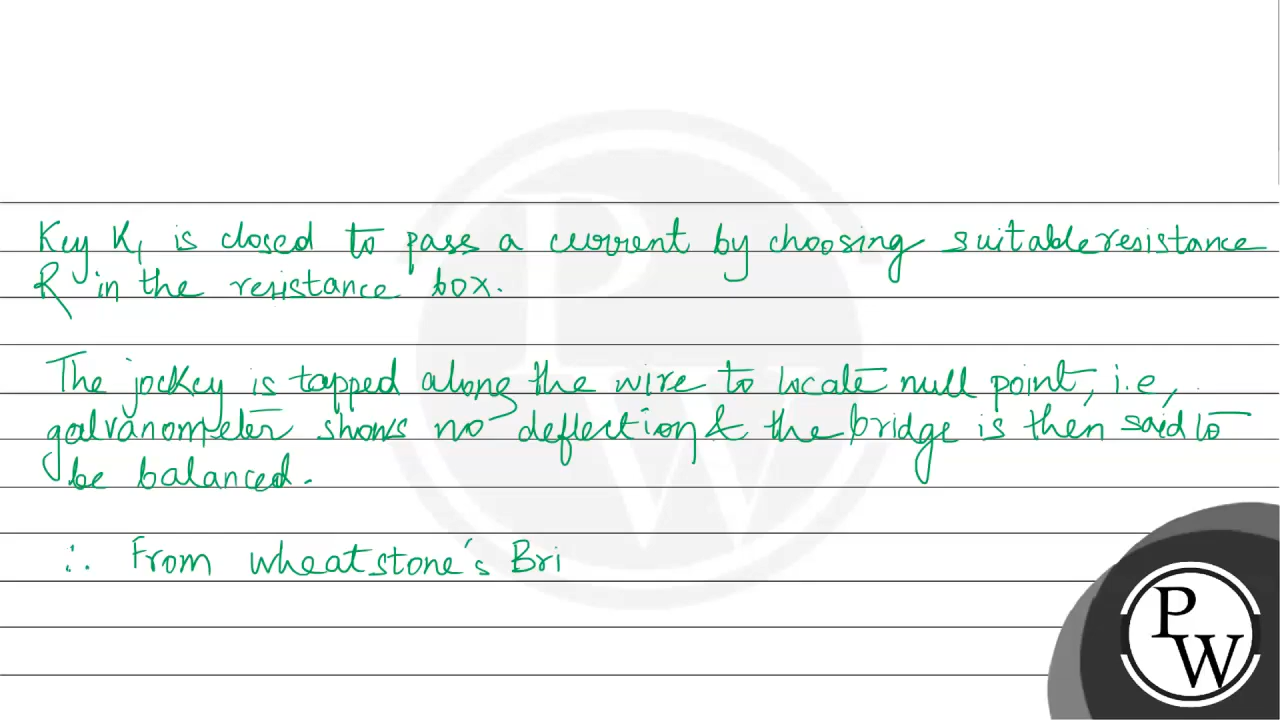 Key K1 is closed to pass a current by choosing suitable resistance
R in the resistance box.
The jockey is tapped along the wire to locate null point, i.e,
galvanometer shows no deflection & the bridge is then said to
be balanced.
∴ From wheatstone's Bri
P
W